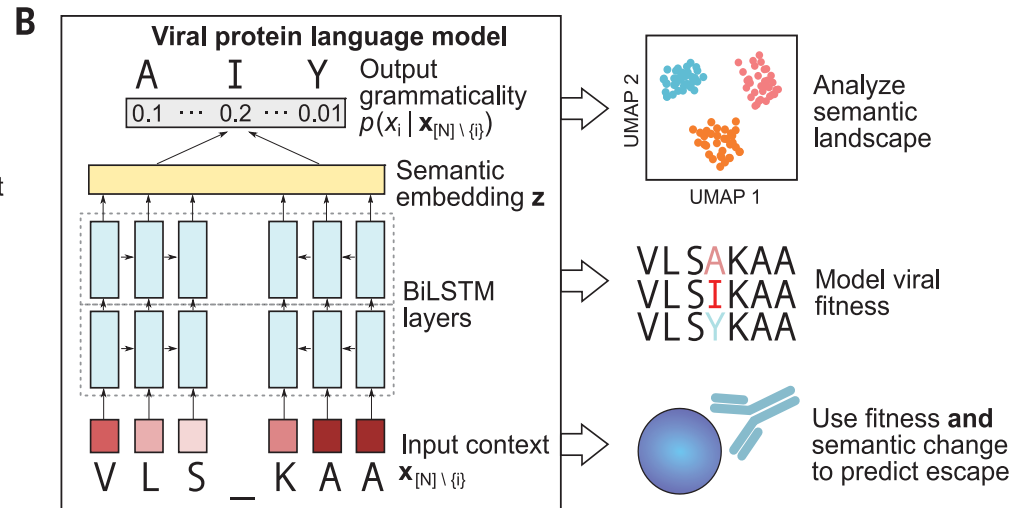 B
Viral protein language model
A I Y
0.1 ··· 0.2 ··· 0.01
Output
grammaticality
p(xᵢ | x[N] \ {i})
t
Semantic
embedding z
BiLSTM
layers
Input context
x[N] \ {i}
V L S _ K A A
UMAP 2
UMAP 1
Analyze
semantic
landscape
VLSAKAA
VLSIKAA
VLSYKAA
Model viral
fitness
Use fitness and
semantic change
to predict escape